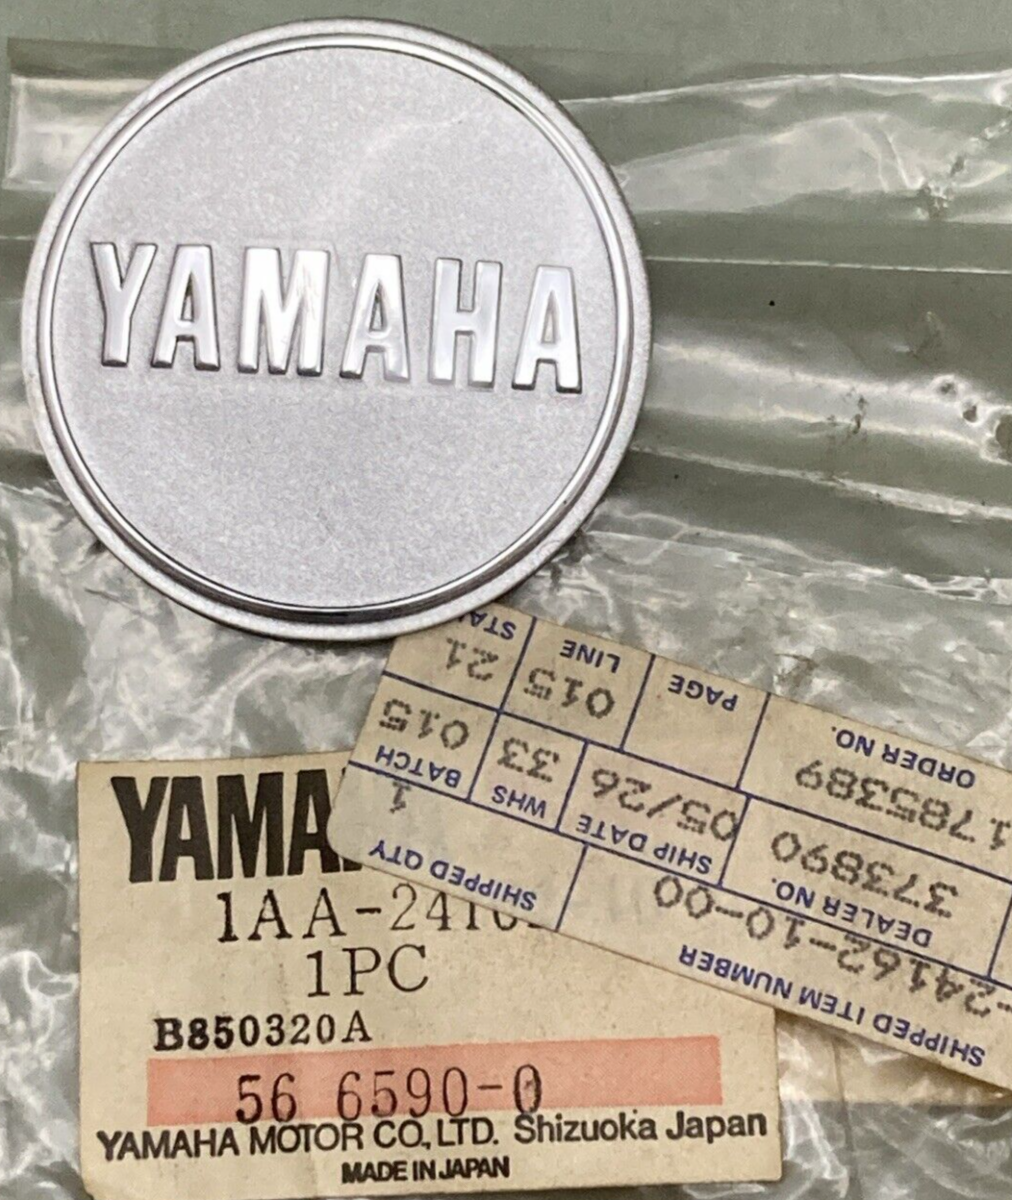 YAMAHA
STA
21
LINE
015
PAGE
ORDER NO.
1785389
BATCH
015
WHS
33
SHIP DATE
05/26
DEALER NO.
373890
SHIPPED QTY
1
SHIPPED ITEM NUMBER
-24162-10-00
YAMA
1AA-2416
1PC
B850320A
56 6590-0
YAMAHA MOTOR CO., LTD. Shizuoka Japan
MADE IN JAPAN